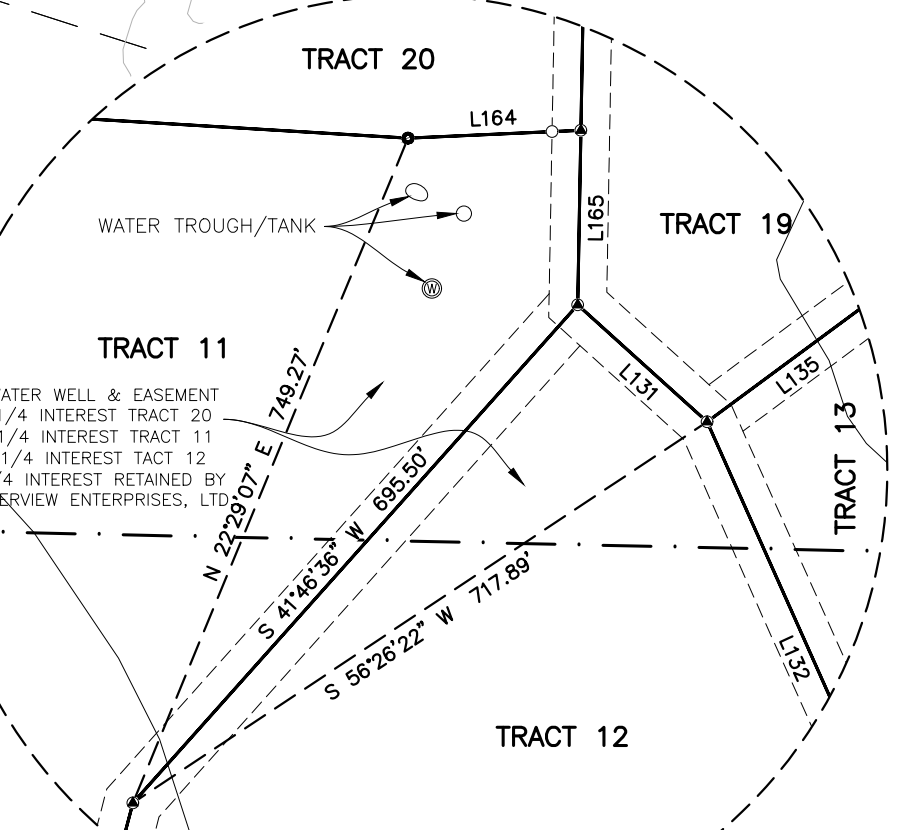 TRACT 20
L164
L165
WATER TROUGH/TANK
TRACT 19
W
TRACT 11
L131
L135
TRACT 13
ATER WELL & EASEMENT
1/4 INTEREST TRACT 20
1/4 INTEREST TRACT 11
1/4 INTEREST TACT 12
/4 INTEREST RETAINED BY
ERVIEW ENTERPRISES, LTD
N 22°29'07" E 749.27'
S 41°46'36" W 695.50'
S 56°26'22" W 717.89'
L132
TRACT 12